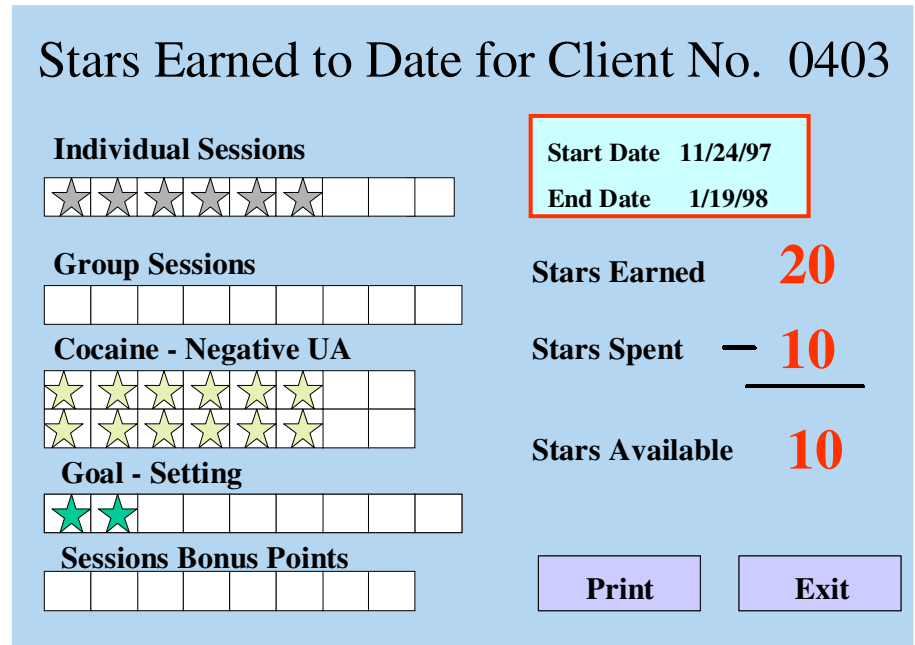 Stars Earned to Date for Client No. 0403
Individual Sessions
Group Sessions
Cocaine - Negative UA
Goal - Setting
Sessions Bonus Points
Start Date 11/24/97
End Date 1/19/98
Stars Earned 20
Stars Spent — 10
Stars Available 10
Print
Exit